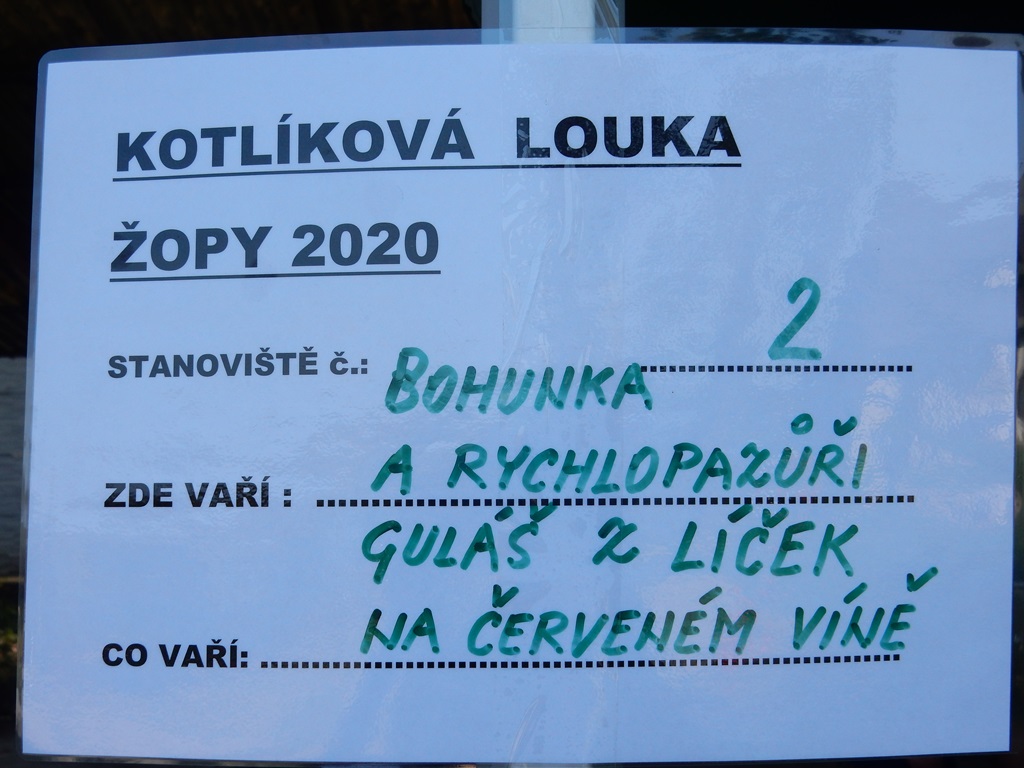 KOTLÍKOVÁ LOUKA
ŽOPY 2020
STANOVIŠTĚ č.: 2
BOHUNKA
ZDE VAŘÍ : A RYCHLOPAZŮŘI
GULÁŠ Z LÍČEK
CO VAŘÍ: NA ČERVENÉM VÍNĚ